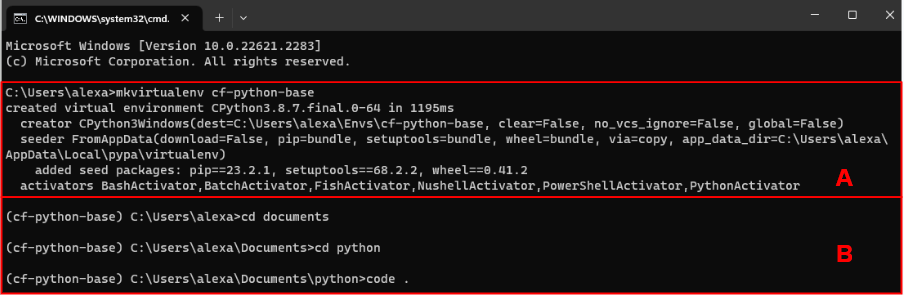 C:\WINDOWS\system32\cmd.
Microsoft Windows [Version 10.0.22621.2283]
(c) Microsoft Corporation. All rights reserved.
C:\Users\alexa>mkvirtualenv cf-python-base
created virtual environment CPython3.8.7.final.0-64 in 1195ms
  creator CPython3Windows(dest=C:\Users\alexa\Envs\cf-python-base, clear=False, no_vcs_ignore=False, global=False)
  seeder FromAppData(download=False, pip=bundle, setuptools=bundle, wheel=bundle, via=copy, app_data_dir=C:\Users\alexa\
AppData\Local\pypa\virtualenv)
    added seed packages: pip==23.2.1, setuptools==68.2.2, wheel==0.41.2
  activators BashActivator,BatchActivator,FishActivator,NushellActivator,PowerShellActivator,PythonActivator
A
(cf-python-base) C:\Users\alexa>cd documents
(cf-python-base) C:\Users\alexa\Documents>cd python
B
(cf-python-base) C:\Users\alexa\Documents\python>code .